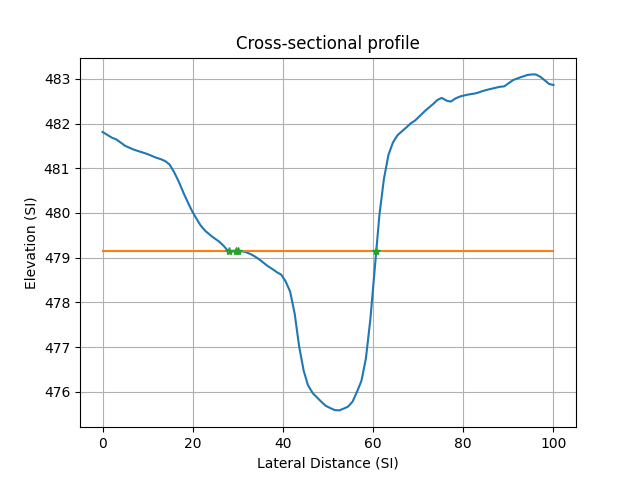 Cross-sectional profile
483
482
481
480
479
478
477
476
Elevation (SI)
0 20 40 60 80 100
Lateral Distance (SI)